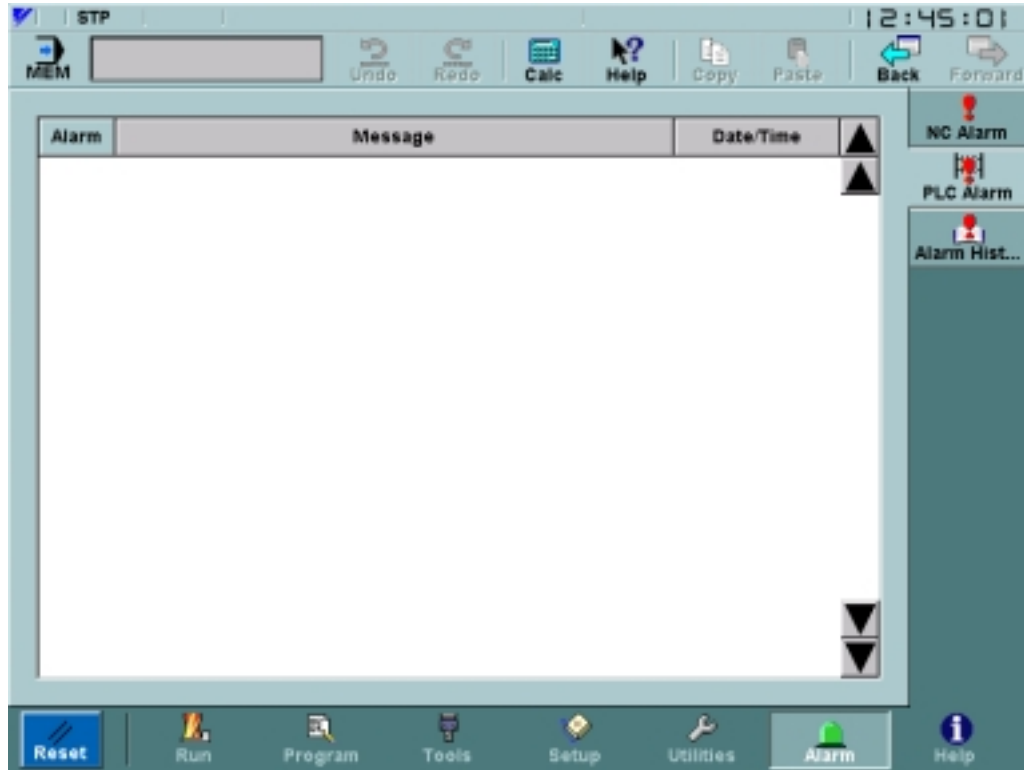 STP
12:45:01
MEM
Undo
Redo
Calc
Help
Copy
Paste
Back
Forward
Alarm Message Date/Time
NC Alarm
PLC Alarm
Alarm Hist...
Reset
Run
Program
Tools
Setup
Utilities
Alarm
Help